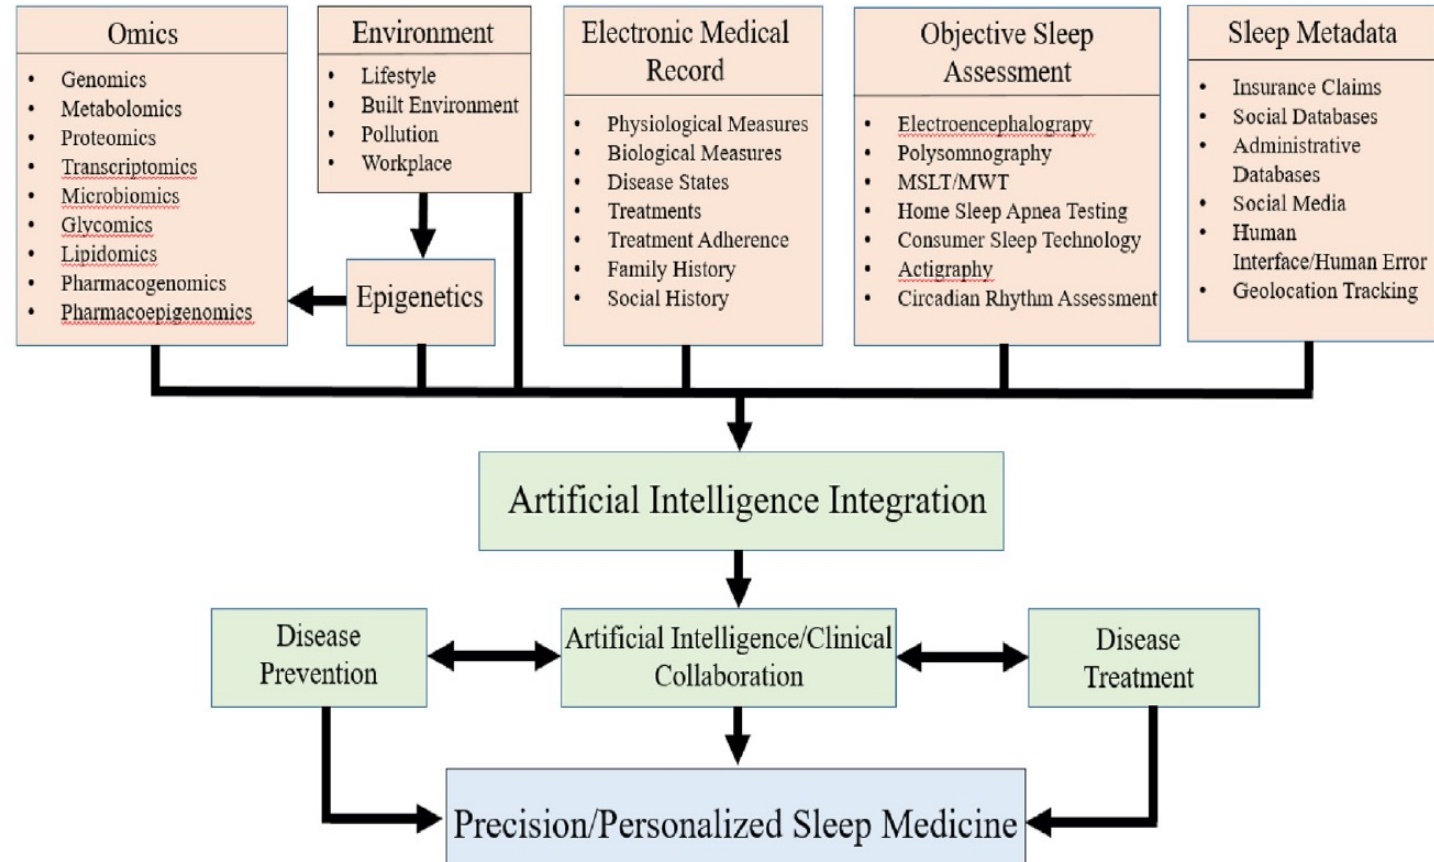 Omics
Genomics
Metabolomics
Proteomics
Transcriptomics
Microbiomics
Glycomics
Lipidomics
Pharmacogenomics
Pharmacoepigenomics
Environment
Lifestyle
Built Environment
Pollution
Workplace
Epigenetics
Electronic Medical
Record
Physiological Measures
Biological Measures
Disease States
Treatments
Treatment Adherence
Family History
Social History
Objective Sleep
Assessment
Electroencephalograpy
Polysomnography
MSLT/MWT
Home Sleep Apnea Testing
Consumer Sleep Technology
Actigraphy
Circadian Rhythm Assessment
Sleep Metadata
Insurance Claims
Social Databases
Administrative
Databases
Social Media
Human
Interface/Human Error
Geolocation Tracking
Artificial Intelligence Integration
Disease
Prevention
Artificial Intelligence/Clinical
Collaboration
Disease
Treatment
Precision/Personalized Sleep Medicine